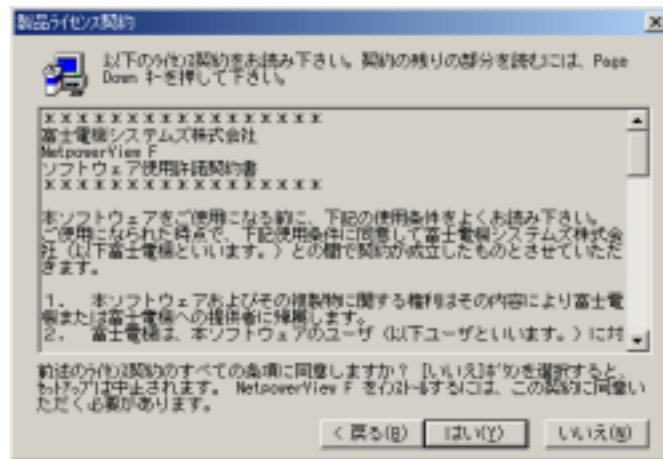 製品ライセンス契約
以下のライセンス契約をお読み下さい。契約の残りの部分を読むには、Page
Down キーを押して下さい。
＊＊＊＊＊＊＊＊＊＊＊＊＊＊＊＊＊
富士電機システムズ株式会社
NetpowerView F
ソフトウェア使用許諾契約書
＊＊＊＊＊＊＊＊＊＊＊＊＊＊＊＊＊
本ソフトウェアをご使用になる前に、下記の使用条件をよくお読み下さい。
ご使用になられた時点で、下記使用条件に同意して富士電機システムズ株式会
社（以下富士電機といいます。）との間で契約が成立したものとさせていただ
きます。
1． 本ソフトウェアおよびその複製物に関する権利はその内容により富士電
機または富士電機への提供者に帰属します。
2． 富士電機は、本ソフトウェアのユーザ（以下ユーザといいます。）に対
前述のライセンス契約のすべての条項に同意しますか？ [いいえ]ボタンを選択すると、
セットアップは中止されます。 NetpowerView F をインストールするには、この契約に同意い
ただく必要があります。
< 戻る(B) はい(Y) いいえ(N)